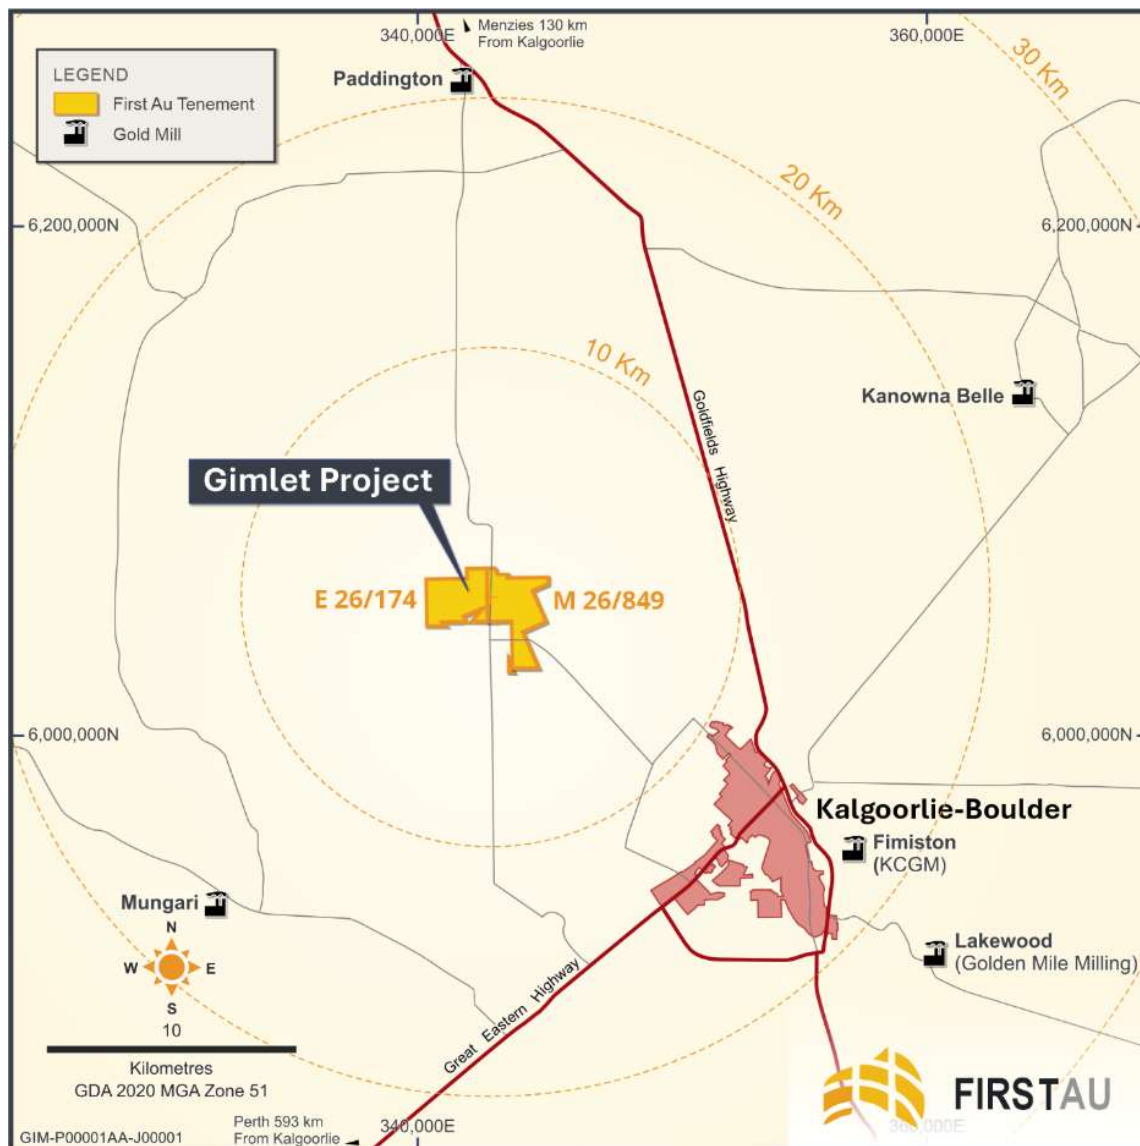 Menzies 130 km
From Kalgoorlie
340,000E
360,000E
30 Km
LEGEND
First Au Tenement
Gold Mill
Paddington
20 Km
6,200,000N
6,200,000N
10 Km
Kanowna Belle
Goldfields Highway
Gimlet Project
E 26/174
M 26/849
6,000,000N
6,000,000N
Kalgoorlie-Boulder
Fimiston
(KCGM)
Mungari
Lakewood
(Golden Mile Milling)
N
W
E
S
10
Kilometres
GDA 2020 MGA Zone 51
Great Eastern Highway
FIRSTAU
Perth 593 km
From Kalgoorlie
340,000E
360,000E
GIM-P00001AA-J00001